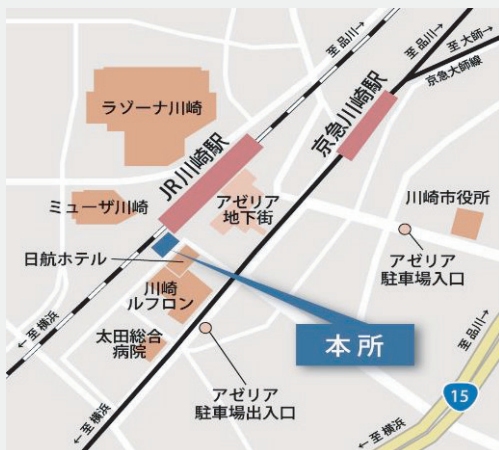 至 品川→
至 品川→
至 大師→
京急大師線
ラゾーナ川崎
JR川崎駅
京急川崎駅
ミューザ川崎
アゼリア
地下街
川崎市役所
日航ホテル
アゼリア
駐車場入口
川崎
ルフロン
←至 横浜
太田総合
病院
本所
至 品川→
アゼリア
駐車場出入口
15
←至 横浜
←至 横浜